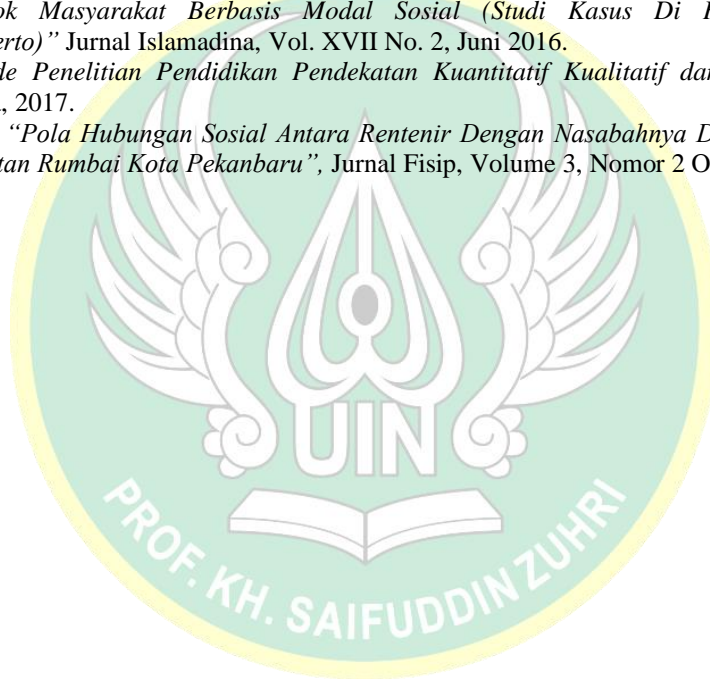 ok Masyarakat Berbasis Modal Sosial (Studi Kasus Di
erto)” Jurnal Islamadina, Vol. XVII No. 2, Juni 2016.
de Penelitian Pendidikan Pendekatan Kuantitatif Kualitatif dar
, 2017.
“Pola Hubungan Sosial Antara Rentenir Dengan Nasabahnya D
tan Rumbai Kota Pekanbaru”, Jurnal Fisip, Volume 3, Nomor 2 O
UIN
PROF. KH. SAIFUDDIN ZUHRI